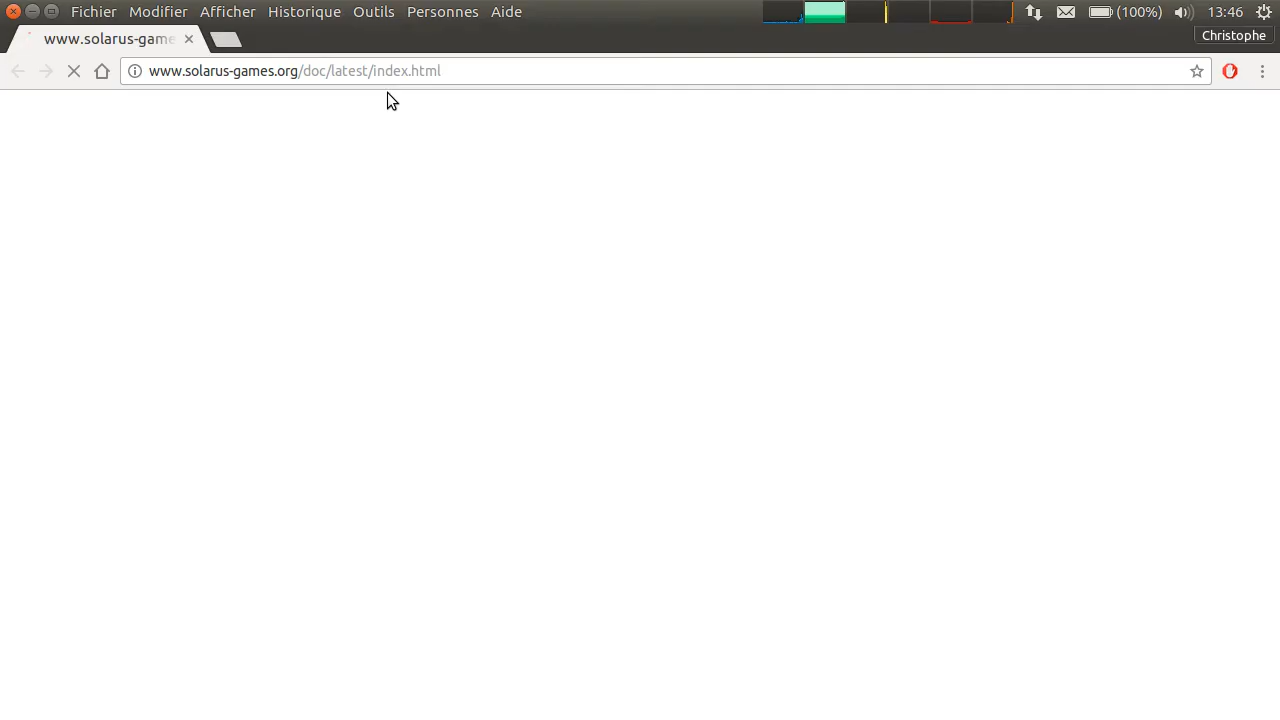 Fichier Modifier Afficher Historique Outils Personnes Aide (100%) 13:46
www.solarus-game
Christophe
www.solarus-games.org/doc/latest/index.html